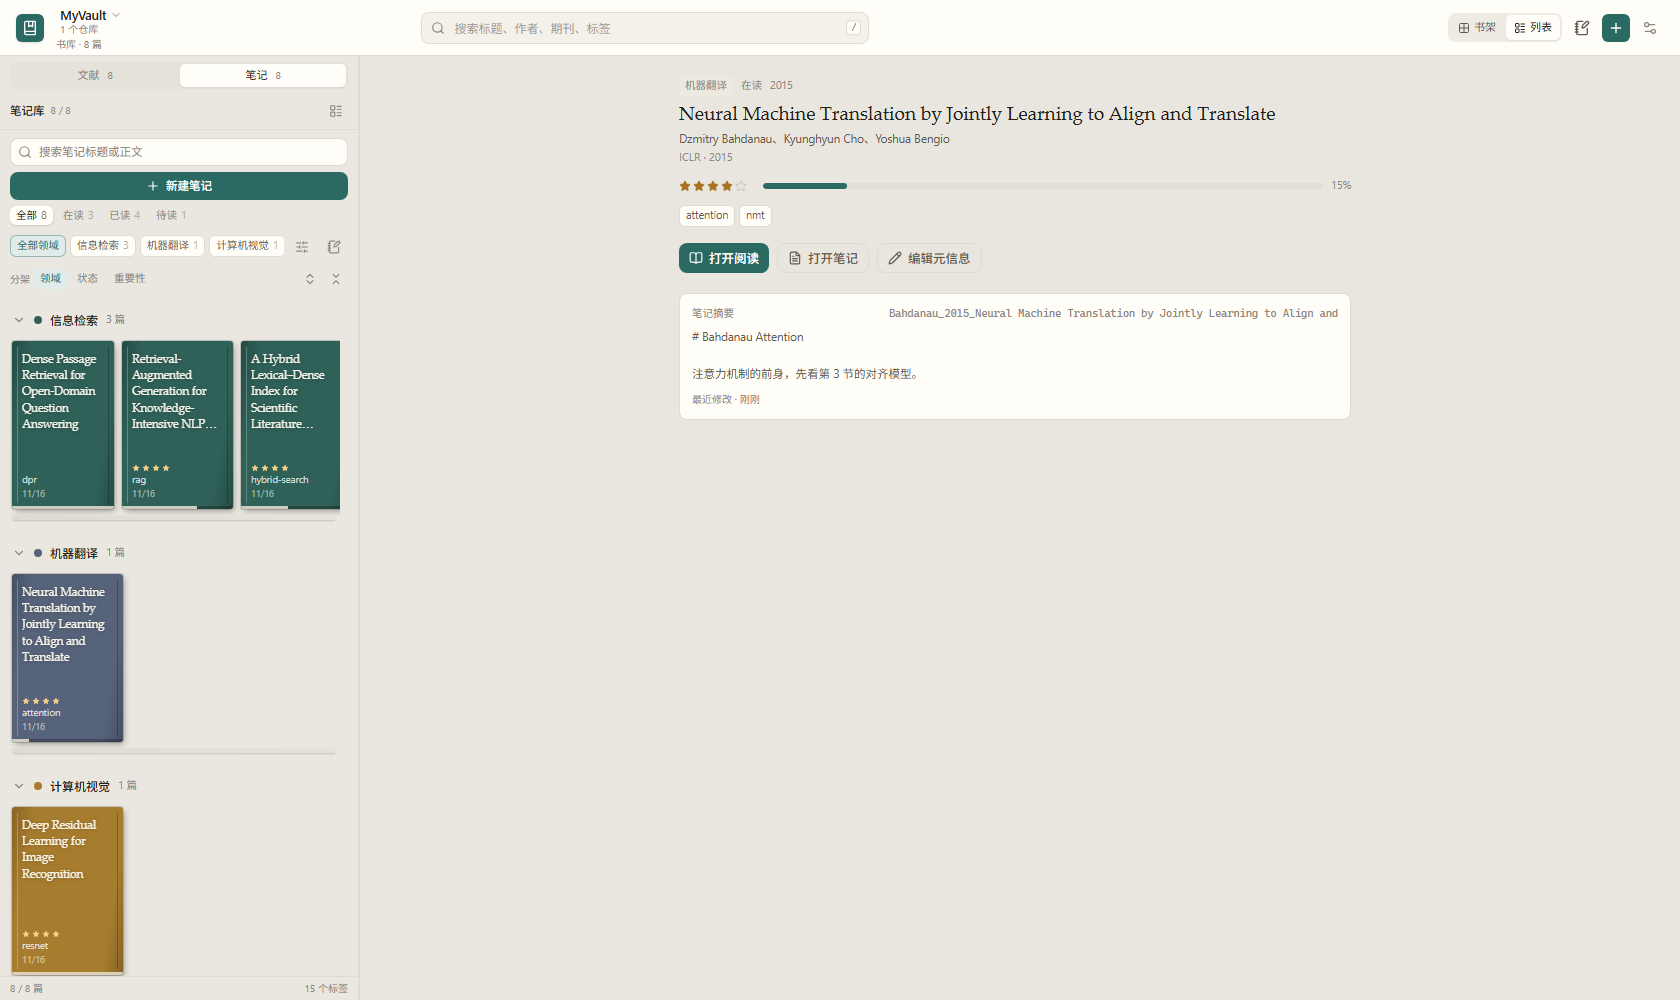 MyVault
1 个仓库
书库 · 8 篇
搜索标题、作者、期刊、标签
/
书架
列表
文献 8
笔记 8
笔记库 8 / 8
搜索笔记标题或正文
新建笔记
全部 8 在读 3 已读 4 待读 1
全部领域 信息检索 3 机器翻译 1 计算机视觉 1
分架 领域 状态 重要性
信息检索 3 篇
Dense Passage
Retrieval for
Open-Domain
Question
Answering
dpr
11/16
Retrieval-
Augmented
Generation for
Knowledge-
Intensive NLP…
rag
11/16
A Hybrid
Lexical–Dense
Index for
Scientific
Literature…
hybrid-search
11/16
机器翻译 1 篇
Neural Machine
Translation by
Jointly Learning
to Align and
Translate
attention
11/16
计算机视觉 1 篇
Deep Residual
Learning for
Image
Recognition
resnet
11/16
8 / 8 篇
15 个标签
机器翻译 在读 2015
Neural Machine Translation by Jointly Learning to Align and Translate
Dzmitry Bahdanau、Kyunghyun Cho、Yoshua Bengio
ICLR · 2015
15%
attention nmt
打开阅读 打开笔记 编辑元信息
笔记摘要 Bahdanau_2015_Neural Machine Translation by Jointly Learning to Align and
# Bahdanau Attention
注意力机制的前身，先看第 3 节的对齐模型。
最近修改 · 刚刚